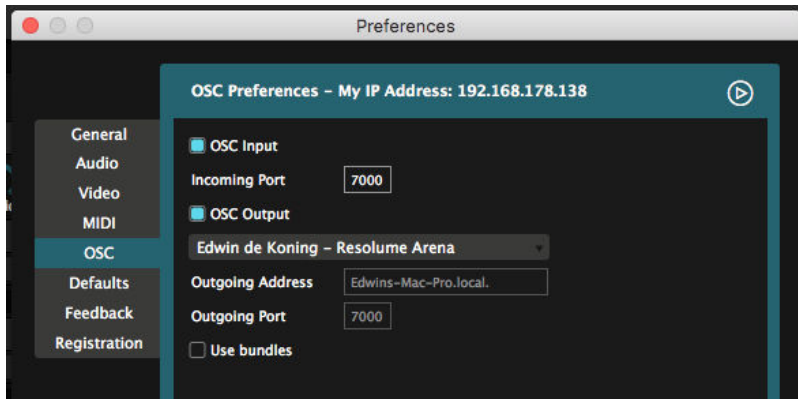 Preferences
OSC Preferences – My IP Address: 192.168.178.138
General
Audio
Video
MIDI
OSC
Defaults
Feedback
Registration
OSC Input
Incoming Port 7000
OSC Output
Edwin de Koning – Resolume Arena
Outgoing Address Edwins-Mac-Pro.local.
Outgoing Port 7000
Use bundles